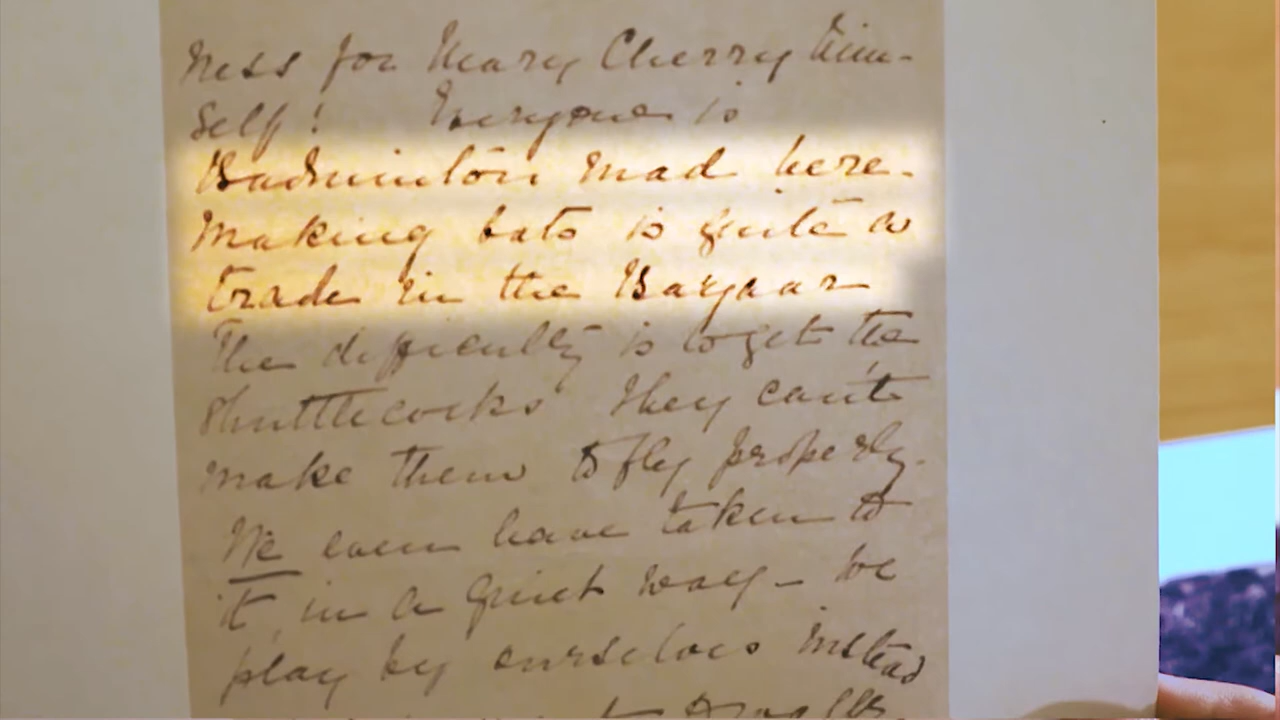 ness for Mary Cherry him-
self! Everyone is
Badminton mad here.
Making bats is quite a
trade in the Bazaar
The difficulty is to get the
shuttlecocks They can't
make them to fly properly.
We even have taken to
it in a quiet way - we
play by ourselves instead